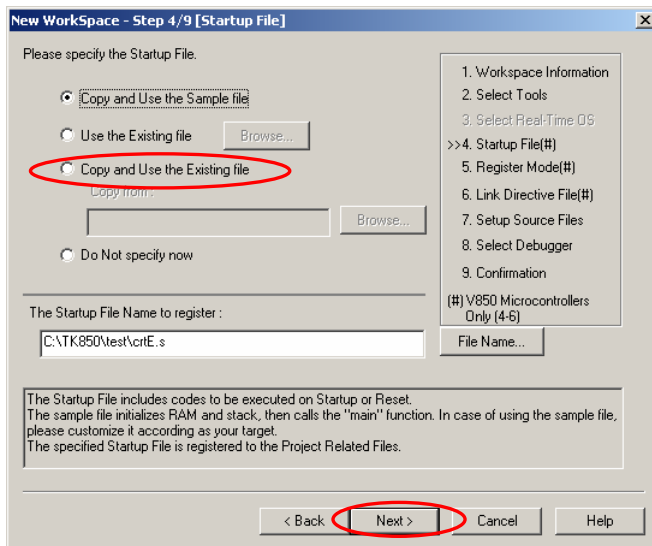 New WorkSpace - Step 4/9 [Startup File]
Please specify the Startup File.
Copy and Use the Sample file
Use the Existing file
Browse...
Copy and Use the Existing file
Copy from :
Browse...
Do Not specify now
1. Workspace Information
2. Select Tools
3. Select Real-Time OS
>>4. Startup File(#)
5. Register Mode(#)
6. Link Directive File(#)
7. Setup Source Files
8. Select Debugger
9. Confirmation
(#) V850 Microcontrollers
Only (4-6)
The Startup File Name to register :
C:\TK850\test\crtE.s
File Name...
The Startup File includes codes to be executed on Startup or Reset.
The sample file initializes RAM and stack, then calls the "main" function. In case of using the sample file,
please customize it according as your target.
The specified Startup File is registered to the Project Related Files.
< Back
Next >
Cancel
Help